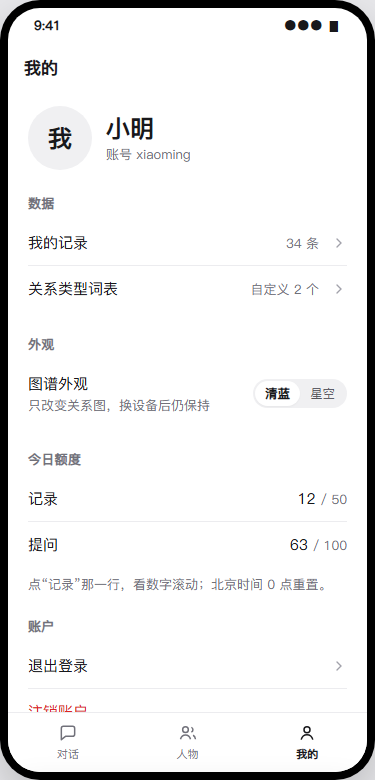 9:41
我的
我
小明
账号 xiaoming
数据
我的记录 34 条
关系类型词表 自定义 2 个
外观
图谱外观
只改变关系图，换设备后仍保持
清蓝 星空
今日额度
记录 12 / 50
提问 63 / 100
点“记录”那一行，看数字滚动；北京时间 0 点重置。
账户
退出登录
注销账户
对话 人物 我的